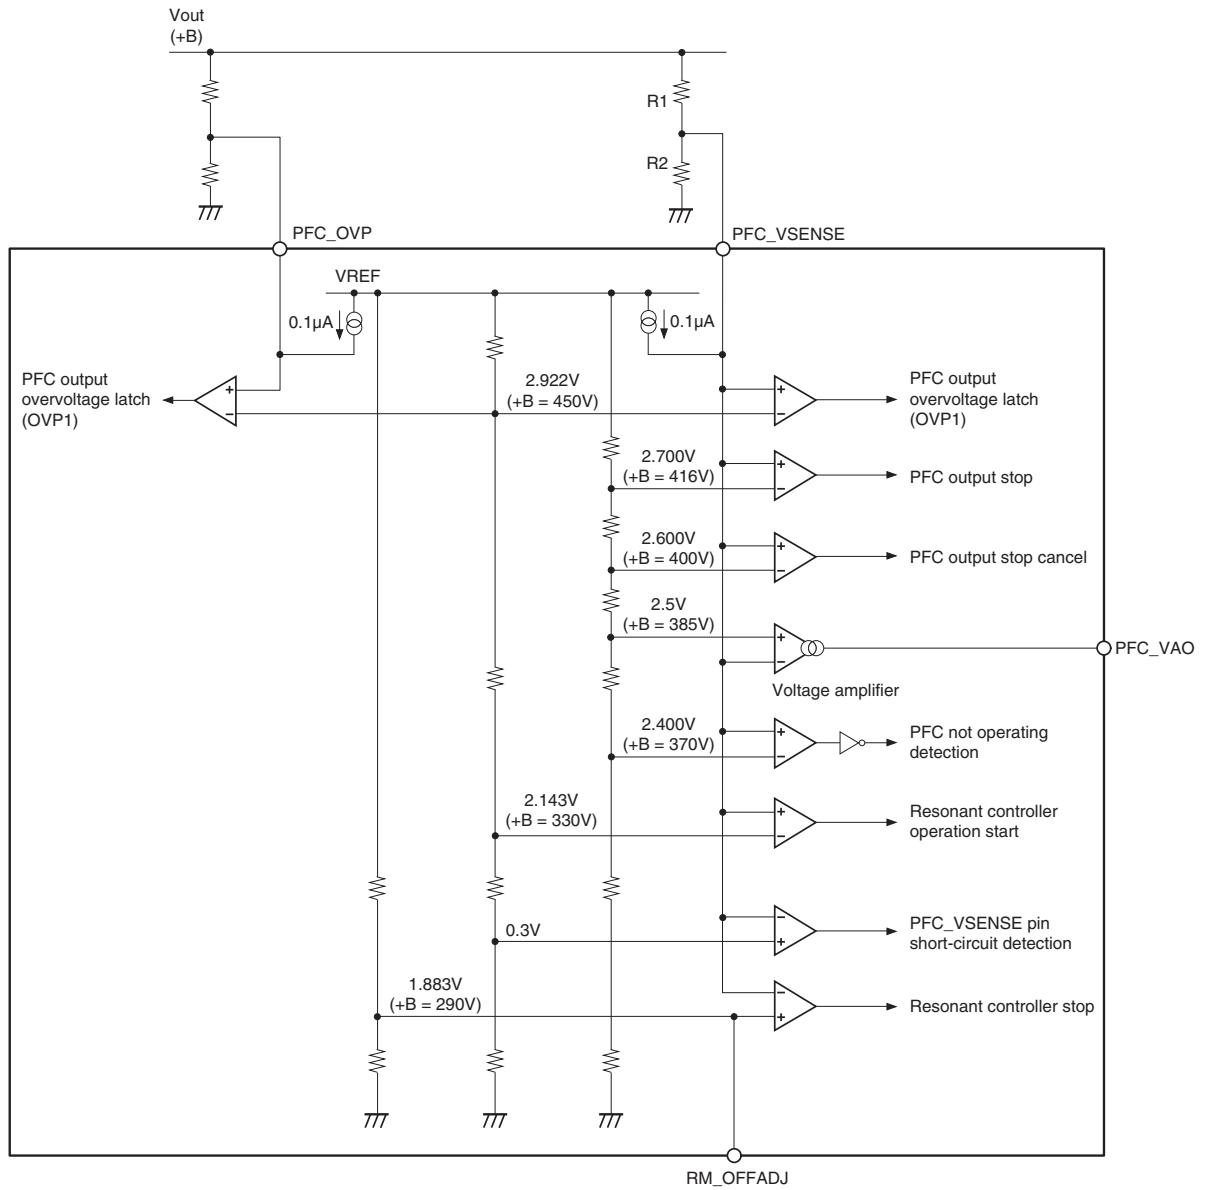 Vout
(+B)
R1
R2
PFC_OVP
PFC_VSENSE
VREF
0.1µA
0.1µA
PFC output
overvoltage latch
(OVP1)
+
−
2.922V
(+B = 450V)
+
−
PFC output
overvoltage latch
(OVP1)
2.700V
(+B = 416V)
+
−
PFC output stop
2.600V
(+B = 400V)
+
−
PFC output stop cancel
2.5V
(+B = 385V)
+
−
PFC_VAO
Voltage amplifier
2.400V
(+B = 370V)
+
−
PFC not operating
detection
2.143V
(+B = 330V)
+
−
Resonant controller
operation start
0.3V
−
+
PFC_VSENSE pin
short-circuit detection
1.883V
(+B = 290V)
−
+
Resonant controller stop
RM_OFFADJ